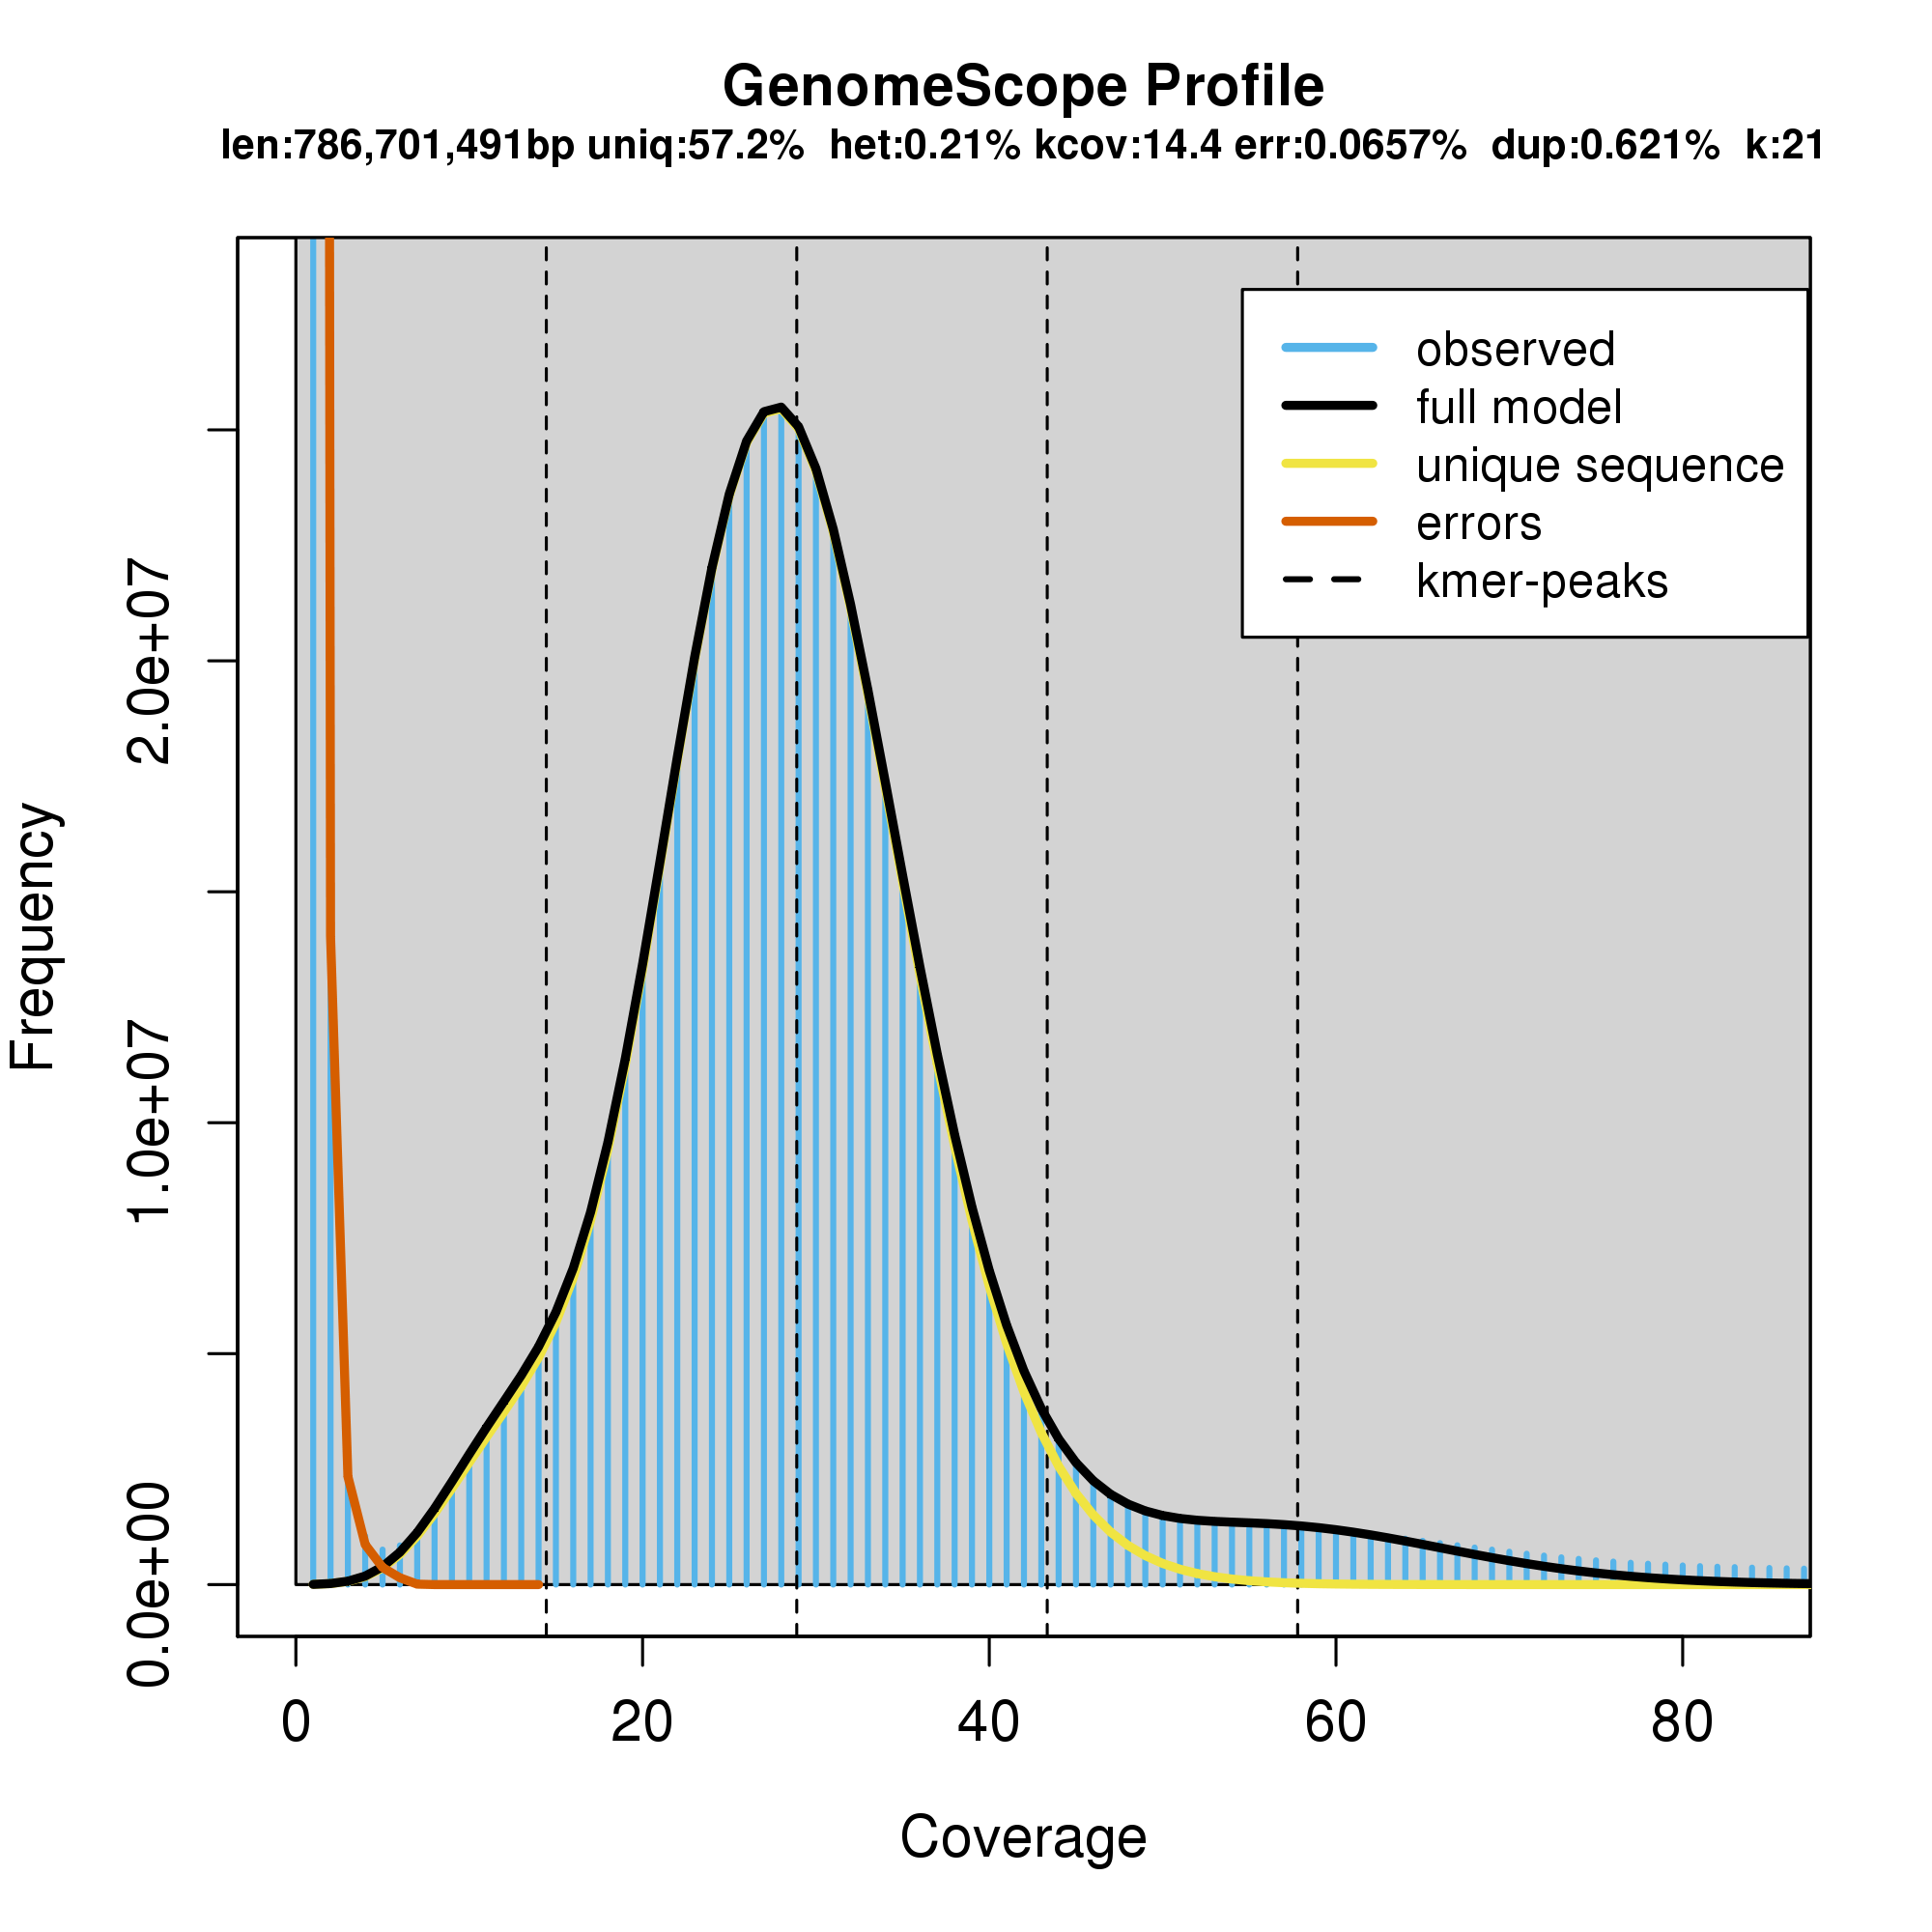 GenomeScope Profile
len:786,701,491bp uniq:57.2% het:0.21% kcov:14.4 err:0.0657% dup:0.621% k:21
observed
full model
unique sequence
errors
kmer-peaks
Frequency
0.0e+00
1.0e+07
2.0e+07
0
20
40
60
80
Coverage